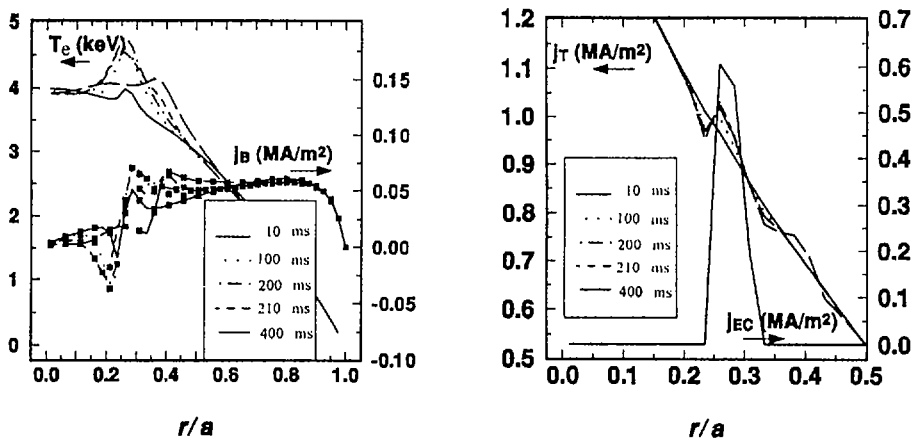 5
4
3
2
1
0
T_e (keV)
0.15
0.10
0.05
0.00
-0.05
-0.10
j_B (MA/m²)
10 ms
100 ms
200 ms
210 ms
400 ms
0.0 0.2 0.4 0.6 0.8 1.0
r/a
1.2
1.1
1.0
0.9
0.8
0.7
0.6
0.5
j_T (MA/m²)
0.7
0.6
0.5
0.4
0.3
0.2
0.1
0.0
10 ms
100 ms
200 ms
210 ms
400 ms
j_EC (MA/m²)
0.0 0.1 0.2 0.3 0.4 0.5
r/a